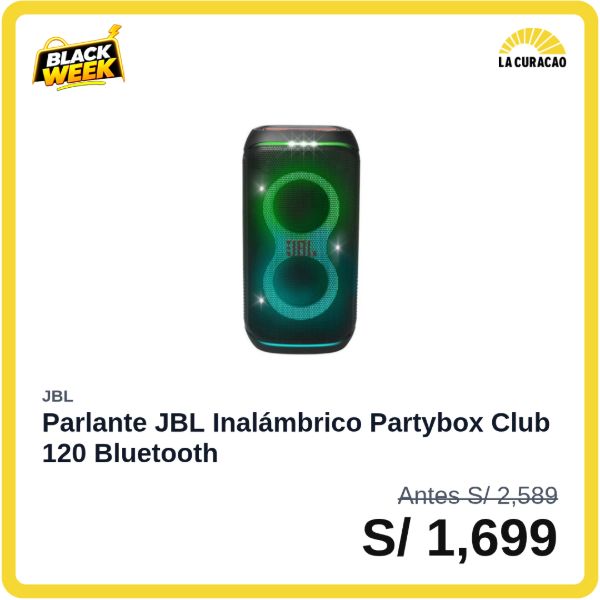 BLACK
WEEK
LA CURACAO
JBL
JBL
Parlante JBL Inalámbrico Partybox Club
120 Bluetooth
Antes S/ 2,589
S/ 1,699